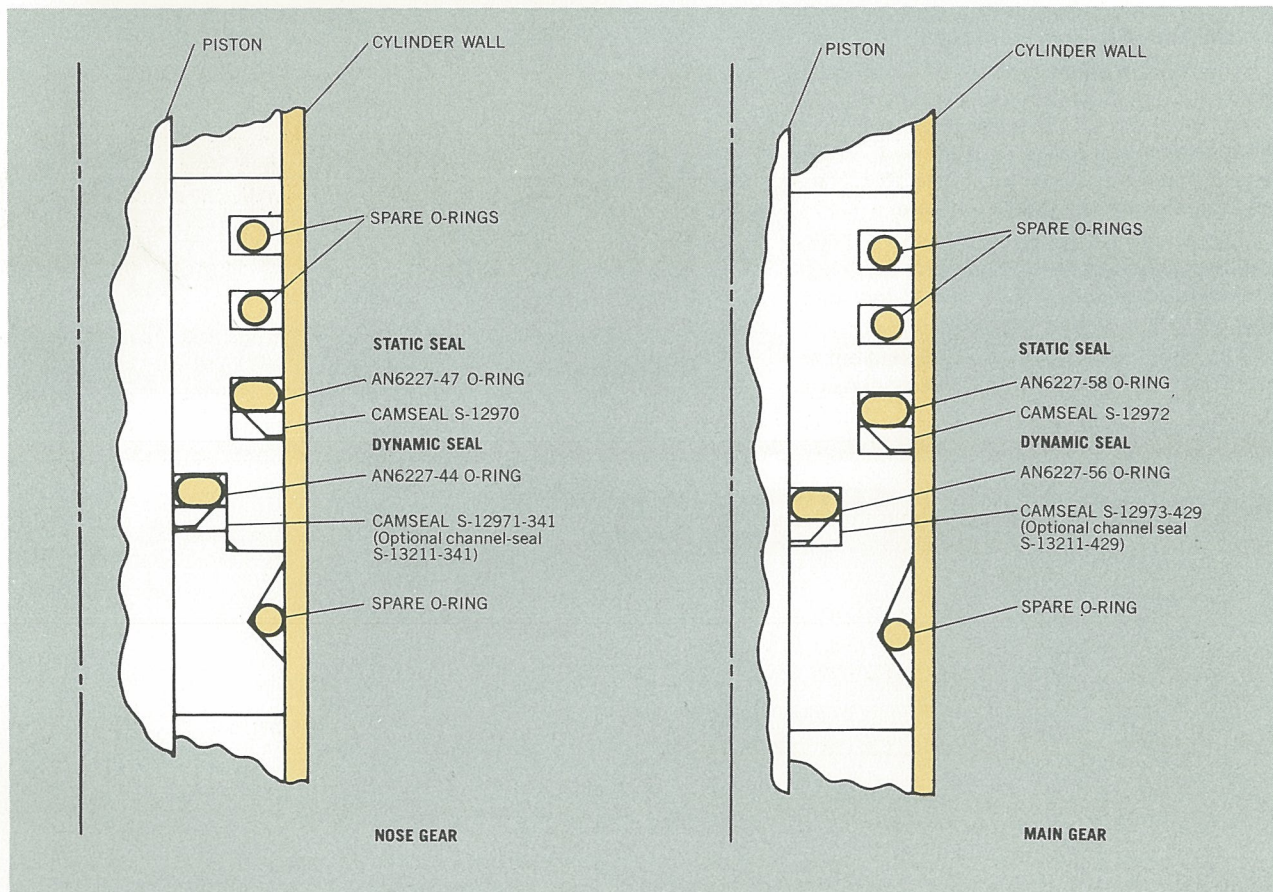 PISTON
CYLINDER WALL
SPARE O-RINGS
STATIC SEAL
AN6227-47 O-RING
CAMSEAL S-12970
DYNAMIC SEAL
AN6227-44 O-RING
CAMSEAL S-12971-341
(Optional channel-seal
S-13211-341)
SPARE O-RING
NOSE GEAR
PISTON
CYLINDER WALL
SPARE O-RINGS
STATIC SEAL
AN6227-58 O-RING
CAMSEAL S-12972
DYNAMIC SEAL
AN6227-56 O-RING
CAMSEAL S-12973-429
(Optional channel seal
S-13211-429)
SPARE O-RING
MAIN GEAR